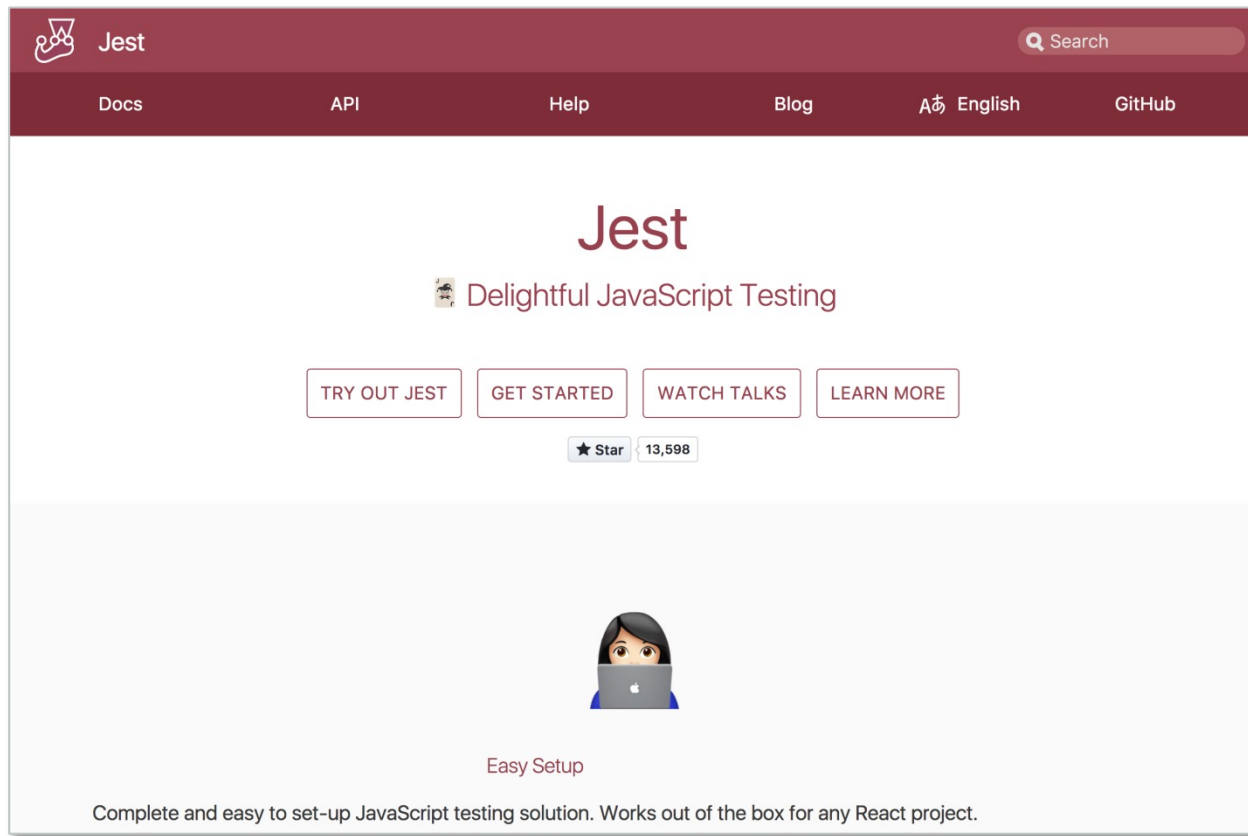 Jest
Search
Docs API Help Blog Aあ English GitHub
Jest
🃏 Delightful JavaScript Testing
TRY OUT JEST GET STARTED WATCH TALKS LEARN MORE
★ Star 13,598
Easy Setup
Complete and easy to set-up JavaScript testing solution. Works out of the box for any React project.